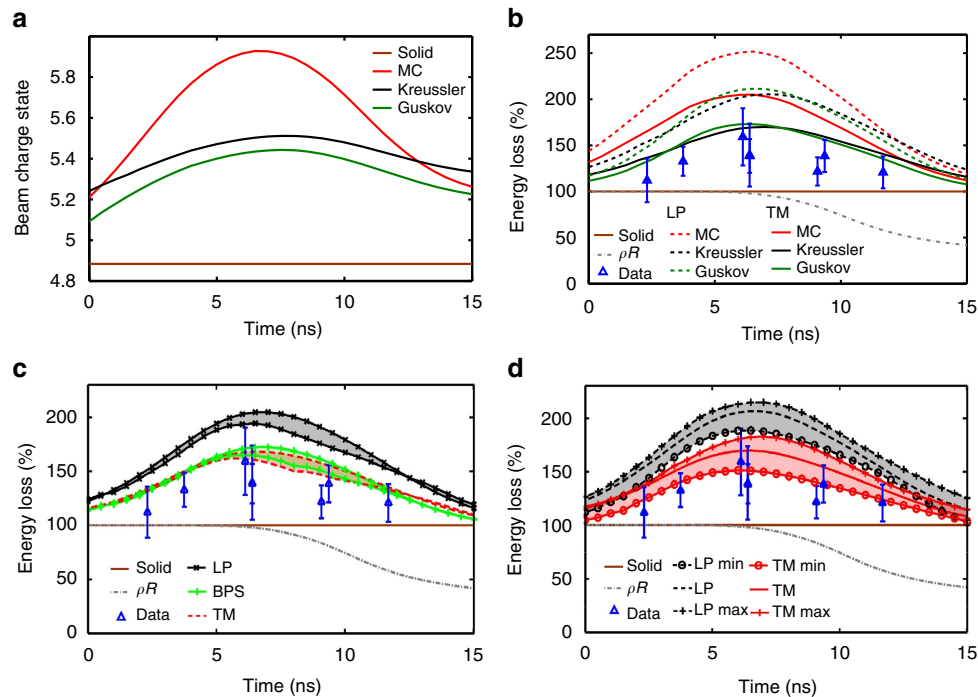 a
Beam charge state
5.8
5.6
5.4
5.2
5
4.8
0
5
10
15
Time (ns)
Solid
MC
Kreussler
Guskov
b
Energy loss (%)
250
200
150
100
50
0
0
5
10
15
Time (ns)
LP
TM
Solid
MC
MC
ρR
Kreussler
Kreussler
Data
Guskov
Guskov
c
Energy loss (%)
200
150
100
50
0
0
5
10
15
Time (ns)
Solid
LP
ρR
BPS
Data
TM
d
Energy loss (%)
200
150
100
50
0
0
5
10
15
Time (ns)
Solid
LP min
TM min
ρR
LP
TM
Data
LP max
TM max